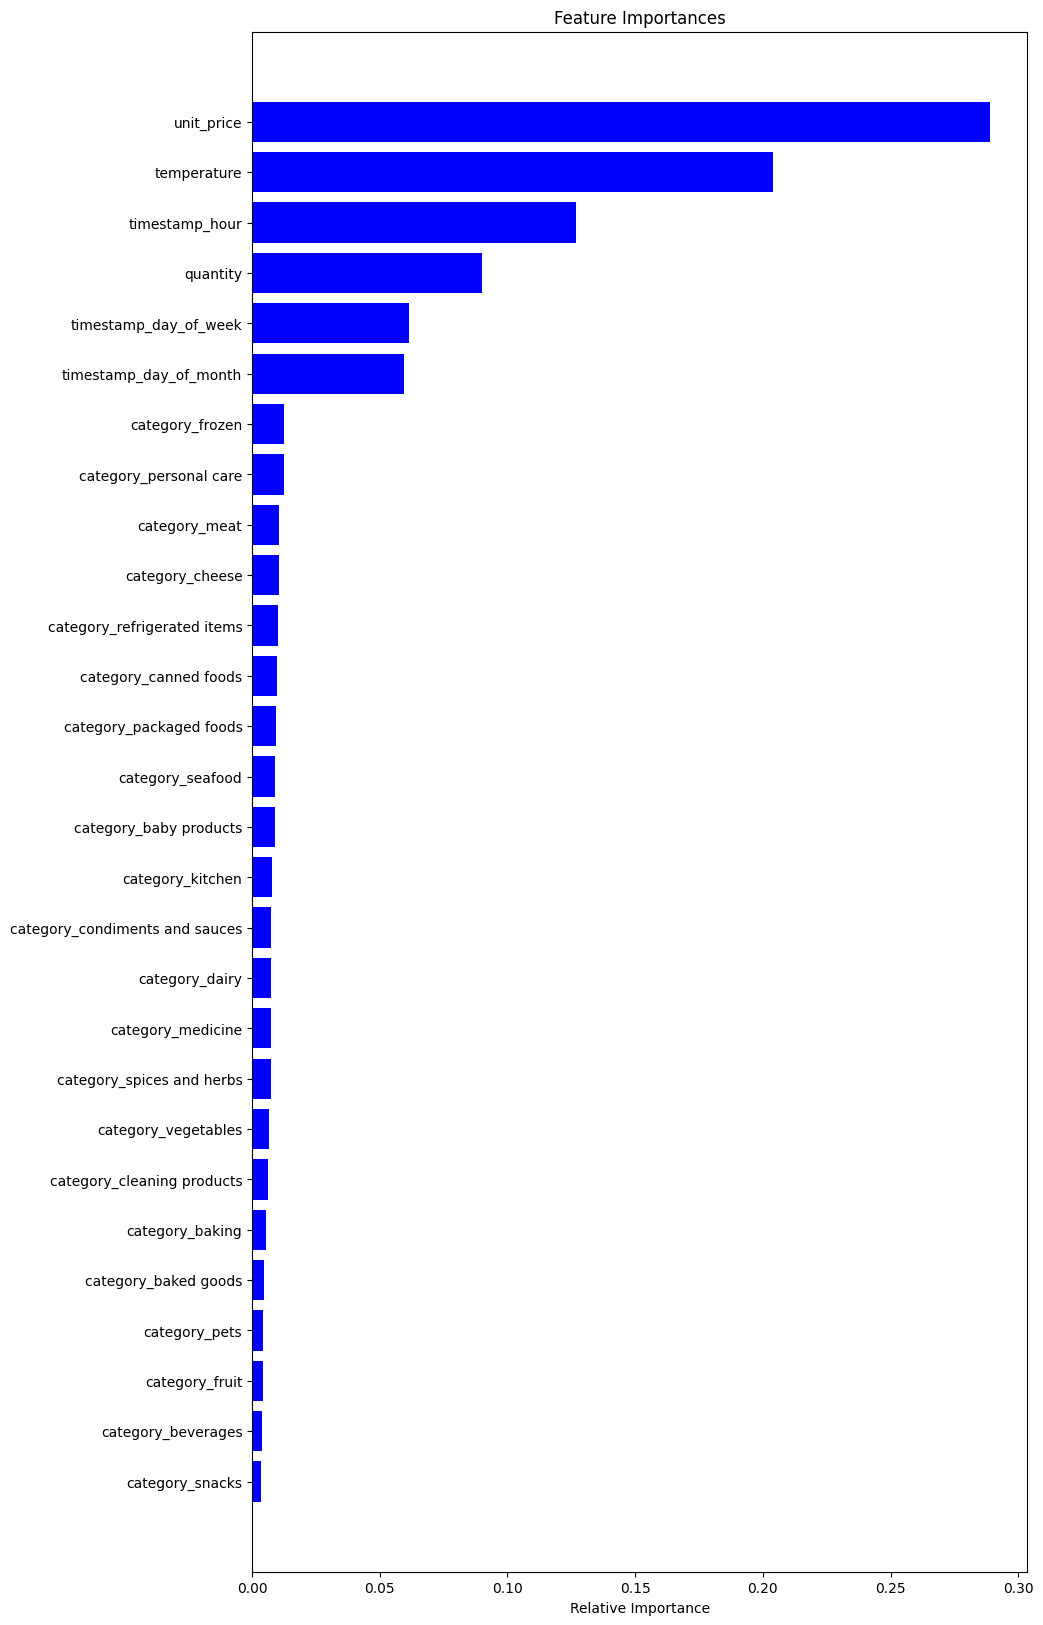 Feature Importances
unit_price
temperature
timestamp_hour
quantity
timestamp_day_of_week
timestamp_day_of_month
category_frozen
category_personal care
category_meat
category_cheese
category_refrigerated items
category_canned foods
category_packaged foods
category_seafood
category_baby products
category_kitchen
category_condiments and sauces
category_dairy
category_medicine
category_spices and herbs
category_vegetables
category_cleaning products
category_baking
category_baked goods
category_pets
category_fruit
category_beverages
category_snacks
0.00 0.05 0.10 0.15 0.20 0.25 0.30
Relative Importance